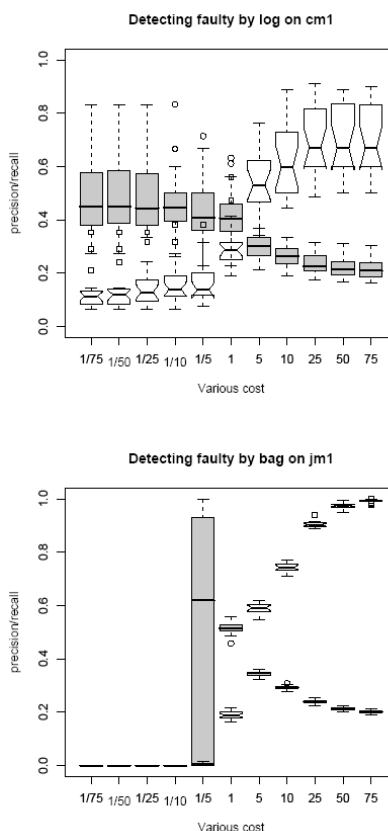 Detecting faulty by log on cm1
precision/recall
1.0
0.8
0.6
0.4
0.2
0.0
1/75 1/50 1/25 1/10 1/5 1 5 10 25 50 75
Various cost
Detecting faulty by bag on jm1
precision/recall
1.0
0.8
0.6
0.4
0.2
0.0
1/75 1/50 1/25 1/10 1/5 1 5 10 25 50 75
Various cost